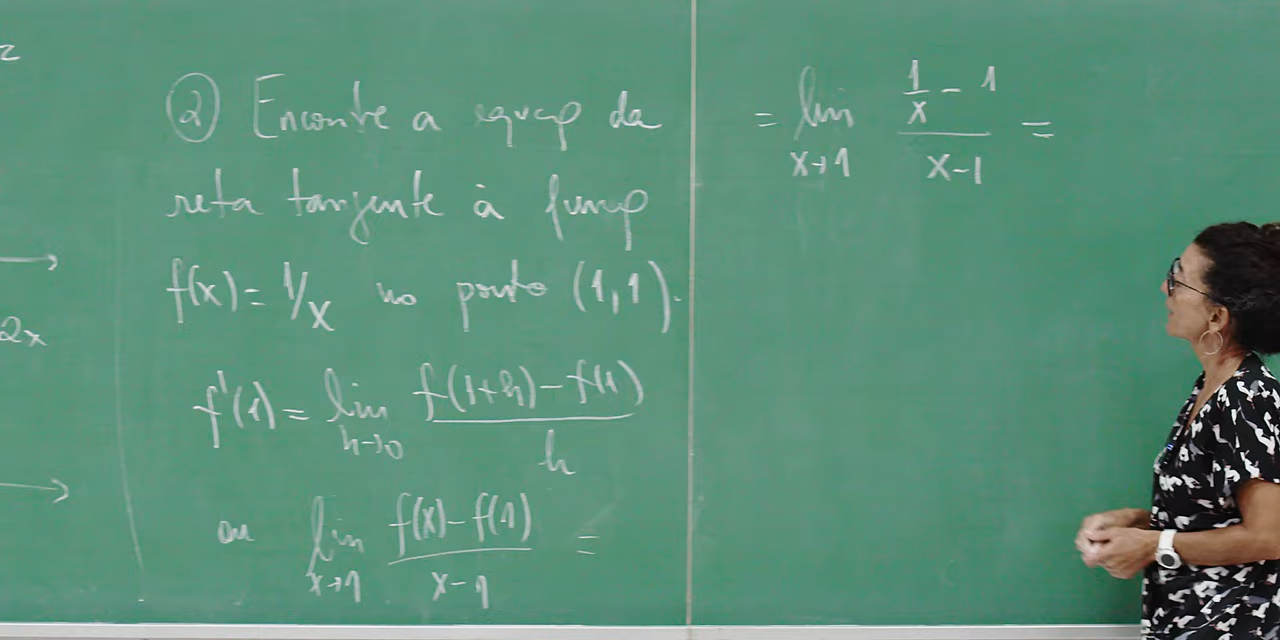 2
2x
② Encontre a equaç̃ da
reta tangente à funç̃
f(x) = 1/x no ponto (1,1).
f'(1) = lim h→0 (f(1+h) - f(1))/h
ou lim x→1 (f(x) - f(1))/(x-1) =
= lim x→1 (1/x - 1)/(x-1) =